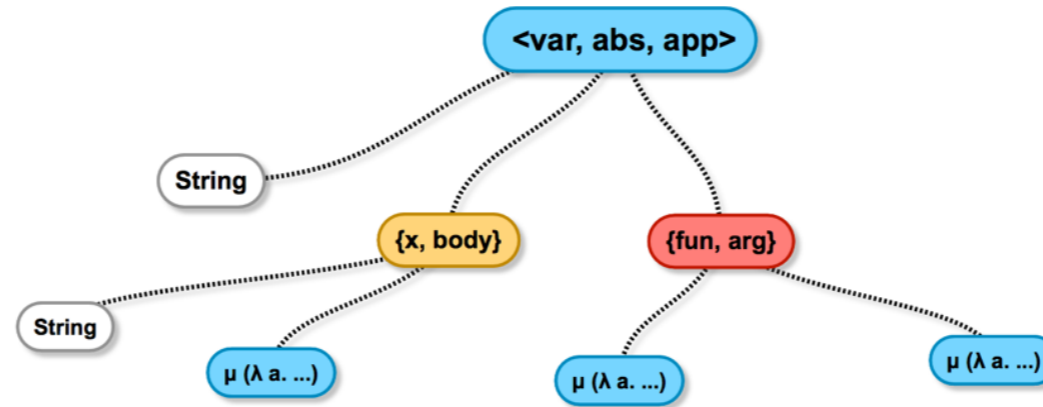 <var, abs, app>
String
{x, body}
{fun, arg}
String
μ (λ a. ...)
μ (λ a. ...)
μ (λ a. ...)